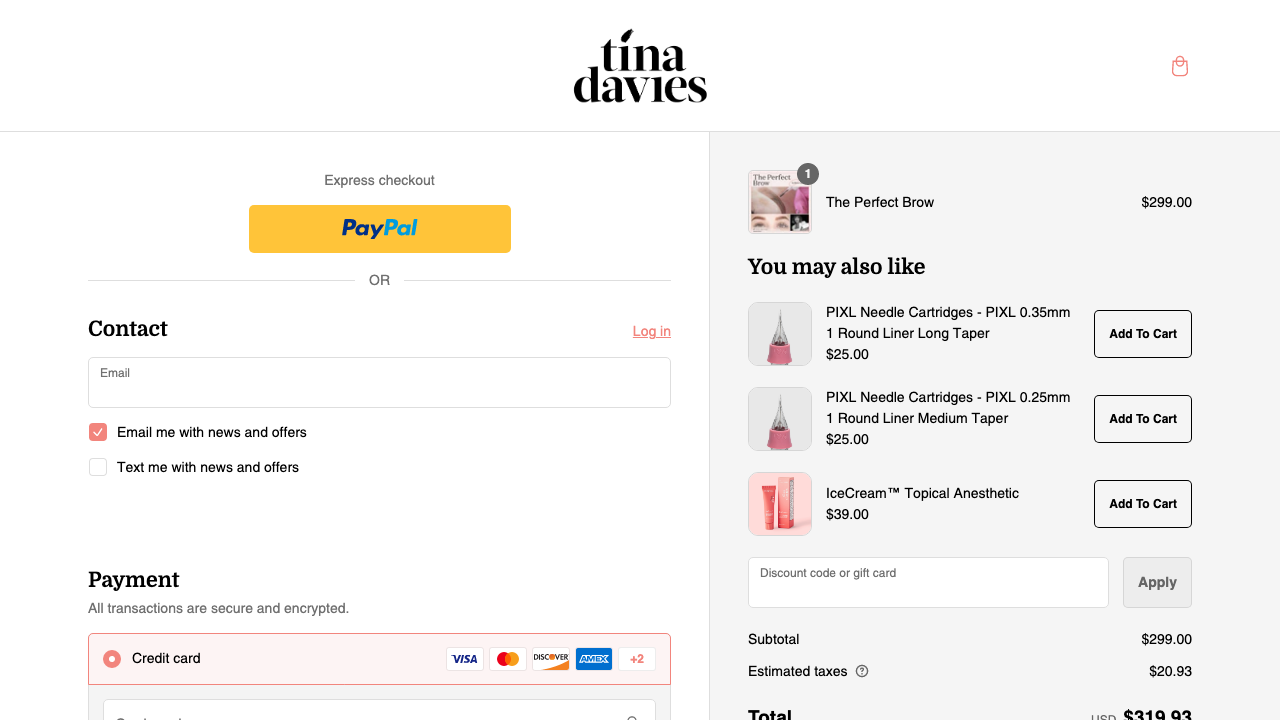 tina
davies
Express checkout
PayPal
OR
Contact
Log in
Email
Email me with news and offers
Text me with news and offers
Payment
All transactions are secure and encrypted.
Credit card
VISA
DISCOVER
AMEX
+2
The Perfect
Brow
1
The Perfect Brow
$299.00
You may also like
PIXL Needle Cartridges - PIXL 0.35mm
1 Round Liner Long Taper
$25.00
Add To Cart
PIXL Needle Cartridges - PIXL 0.25mm
1 Round Liner Medium Taper
$25.00
Add To Cart
IceCream™ Topical Anesthetic
$39.00
Add To Cart
Discount code or gift card
Apply
Subtotal
$299.00
Estimated taxes
$20.93
Total
USD $319.93